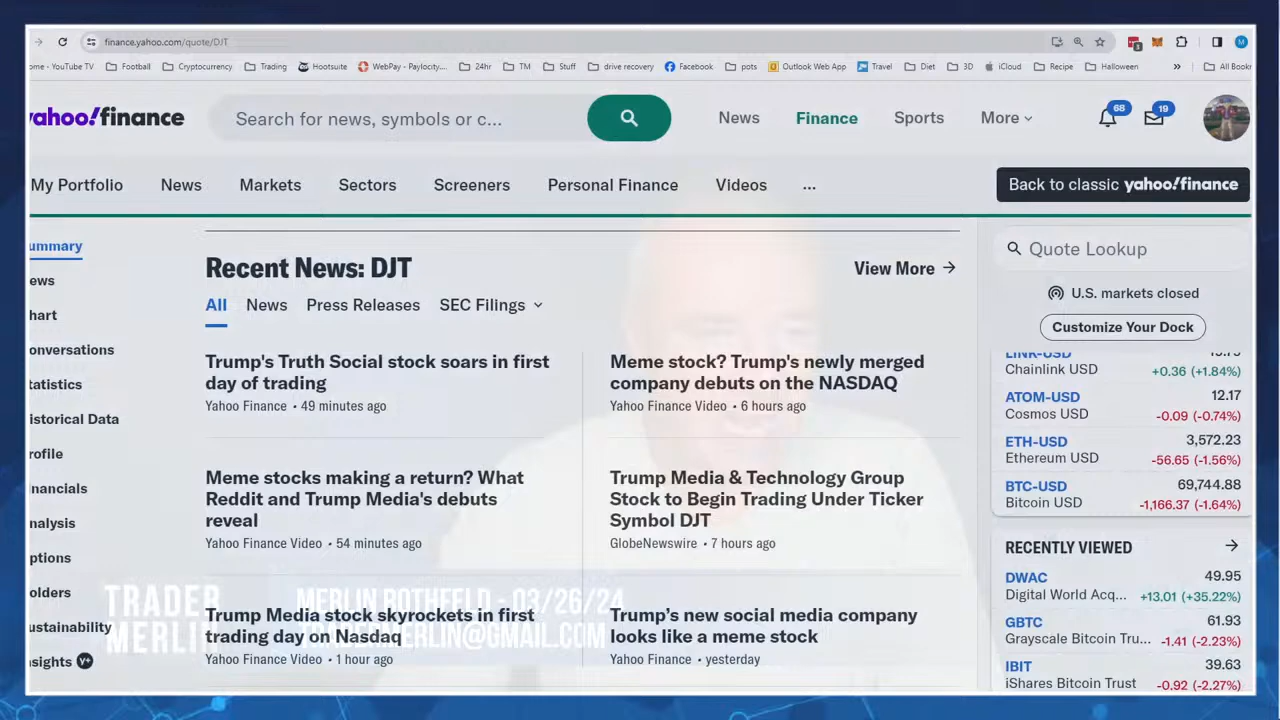 finance.yahoo.com/quote/DJT
ome - YouTube TV Football Cryptocurrency Trading Hootsuite WebPay - Paylocity.... 24hr TM Stuff drive recovery Facebook pots Outlook Web App Travel Diet 3D iCloud Recipe Halloween » All Bookr
yahoo!finance Search for news, symbols or c... News Finance Sports More 68 19
My Portfolio News Markets Sectors Screeners Personal Finance Videos ... Back to classic yahoo!finance
ummary
ews
hart
onversations
tatistics
istorical Data
rofile
inancials
nalysis
ptions
olders
ustainability
nsights Y+
Recent News: DJT View More →
All News Press Releases SEC Filings
Trump's Truth Social stock soars in first
day of trading
Yahoo Finance • 49 minutes ago
Meme stock? Trump's newly merged
company debuts on the NASDAQ
Yahoo Finance Video • 6 hours ago
Meme stocks making a return? What
Reddit and Trump Media's debuts
reveal
Yahoo Finance Video • 54 minutes ago
Trump Media & Technology Group
Stock to Begin Trading Under Ticker
Symbol DJT
GlobeNewswire • 7 hours ago
Trump Media stock skyrockets in first
trading day on Nasdaq
Yahoo Finance Video • 1 hour ago
Trump's new social media company
looks like a meme stock
Yahoo Finance • yesterday
TRADER
MERLIN
MERLIN ROTHFELD - 03/26/24
TRADERMERLIN@GMAIL.COM
Quote Lookup
U.S. markets closed
Customize Your Dock
LINK-USD
Chainlink USD +0.36 (+1.84%)
ATOM-USD 12.17
Cosmos USD -0.09 (-0.74%)
ETH-USD 3,572.23
Ethereum USD -56.65 (-1.56%)
BTC-USD 69,744.88
Bitcoin USD -1,166.37 (-1.64%)
RECENTLY VIEWED →
DWAC 49.95
Digital World Acq... +13.01 (+35.22%)
GBTC 61.93
Grayscale Bitcoin Tru... -1.41 (-2.23%)
IBIT 39.63
iShares Bitcoin Trust -0.92 (-2.27%)